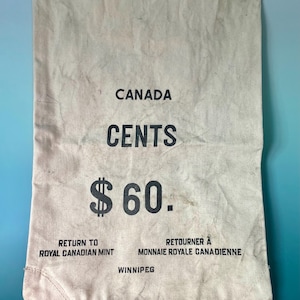 CANADA
CENTS
$ 60.
RETURN TO
ROYAL CANADIAN MINT
RETOURNER À
MONNAIE ROYALE CANADIENNE
WINNIPEG